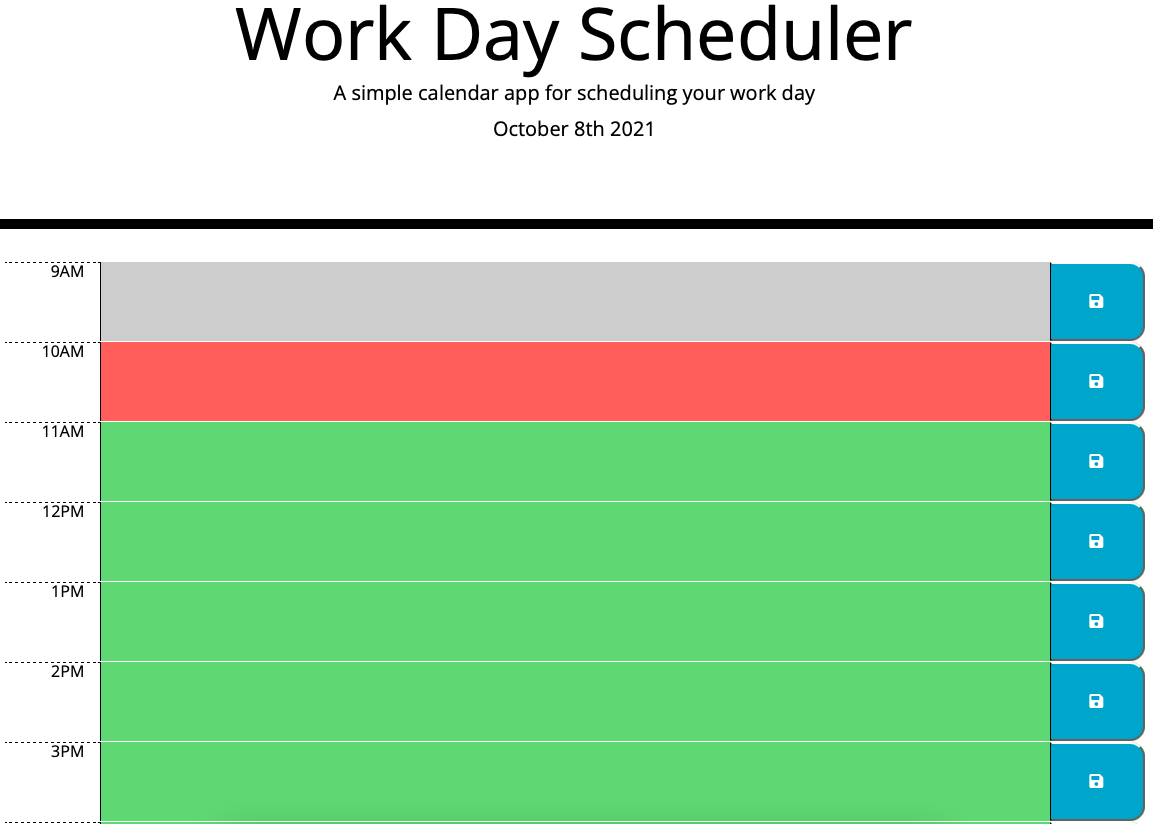 Work Day Scheduler
A simple calendar app for scheduling your work day
October 8th 2021
9AM
10AM
11AM
12PM
1PM
2PM
3PM